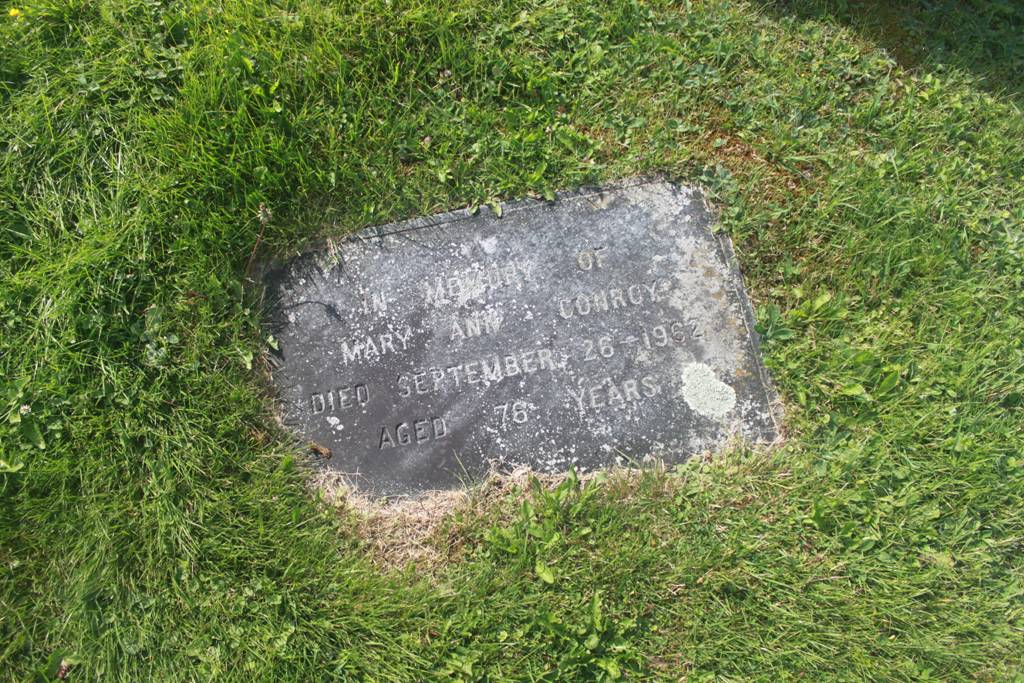 IN MEMORY OF
MARY ANN CONROY
DIED SEPTEMBER 26-1962
AGED 76 YEARS